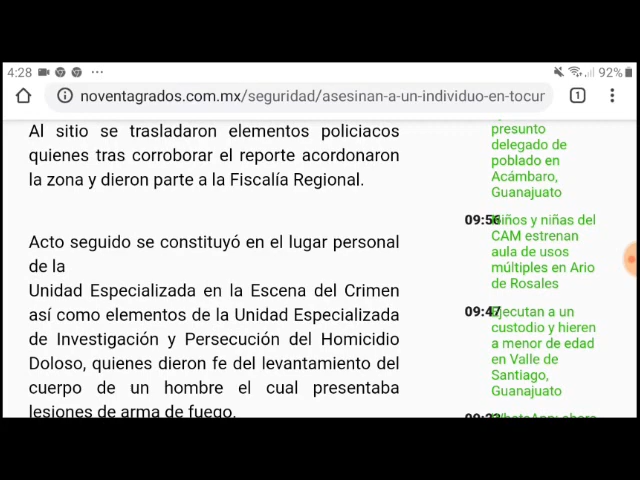 4:28
92%
noventagrados.com.mx/seguridad/asesinan-a-un-individuo-en-tocur
1
Al sitio se trasladaron elementos policiacos
quienes tras corroborar el reporte acordonaron
la zona y dieron parte a la Fiscalía Regional.
Acto seguido se constituyó en el lugar personal
de la
Unidad Especializada en la Escena del Crimen
así como elementos de la Unidad Especializada
de Investigación y Persecución del Homicidio
Doloso, quienes dieron fe del levantamiento del
cuerpo de un hombre el cual presentaba
lesiones de arma de fuego.
presunto
delegado de
poblado en
Acámbaro,
Guanajuato
09:56 Niños y niñas del
CAM estrenan
aula de usos
múltiples en Ario
de Rosales
09:47 Ejecutan a un
custodio y hieren
a menor de edad
en Valle de
Santiago,
Guanajuato
WhatsApp: ahora